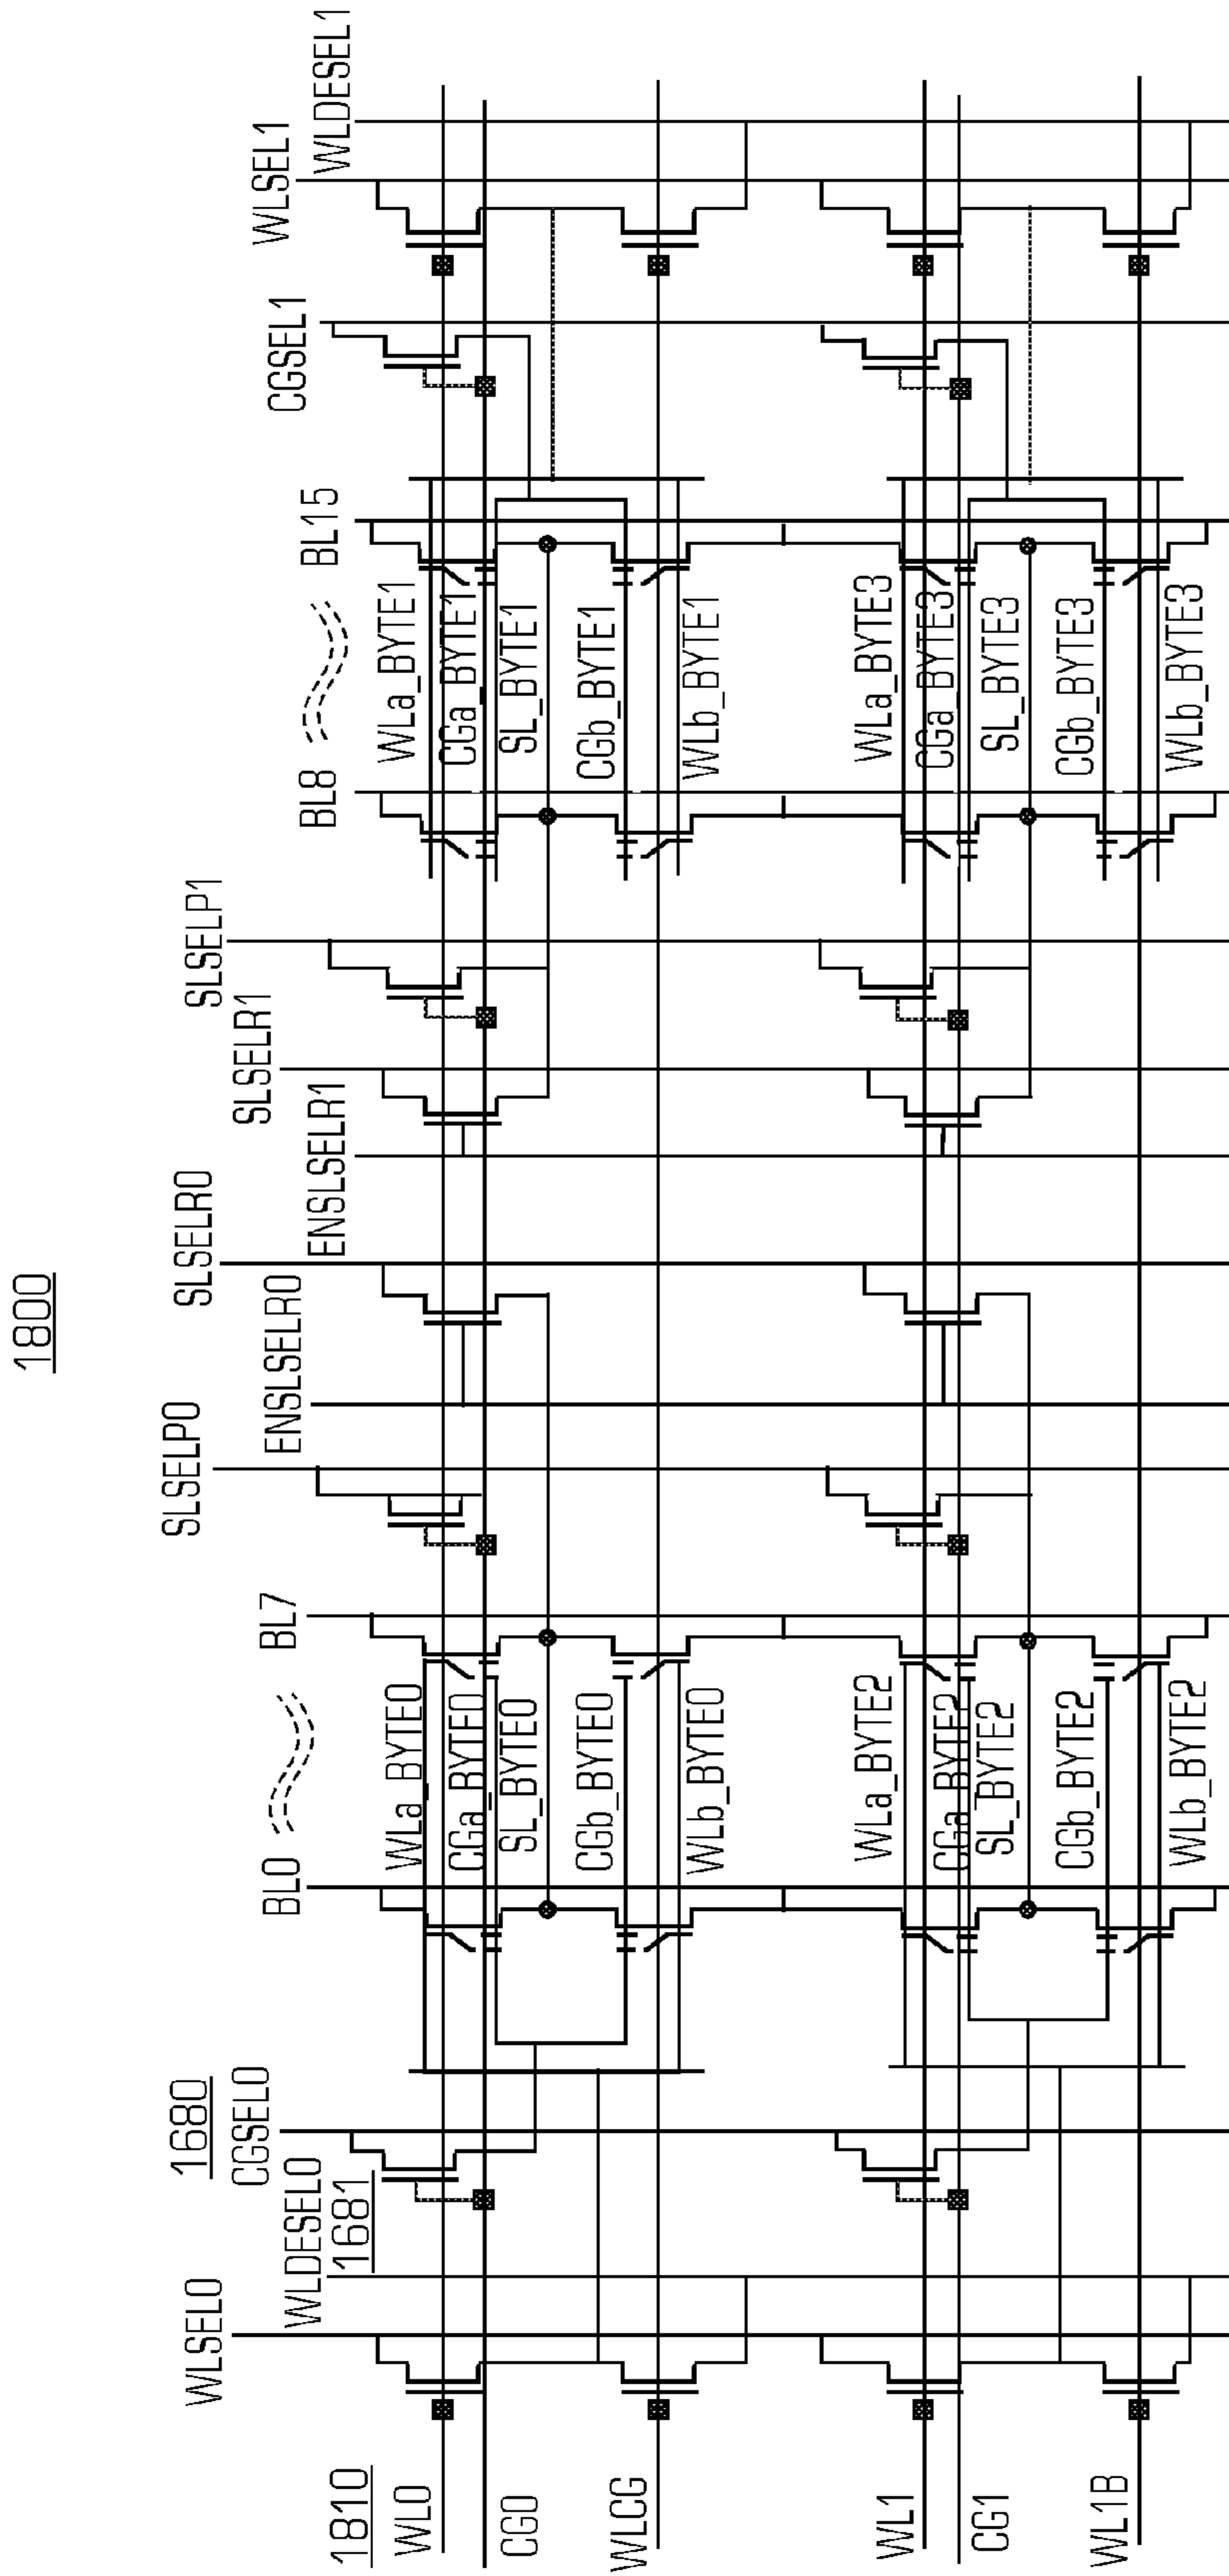 1800
1810
WLSEL0
WLDESEL0
1681
1680
CGSEL0
BL0
BL7
SLSELP0
ENSLSELR0
SLSELR0
ENSLSELR1
SLSELR1
SLSELP1
BL8
BL15
CGSEL1
WLSEL1
WLDESEL1
WL0
CG0
WLCG
WL1
CG1
WL1B
WLa_BYTE0
CGa_BYTE0
SL_BYTE0
CGb_BYTE0
WLb_BYTE0
WLa_BYTE1
CGa_BYTE1
SL_BYTE1
CGb_BYTE1
WLb_BYTE1
WLa_BYTE2
CGa_BYTE2
SL_BYTE2
CGb_BYTE2
WLb_BYTE2
WLa_BYTE3
CGa_BYTE3
SL_BYTE3
CGb_BYTE3
WLb_BYTE3